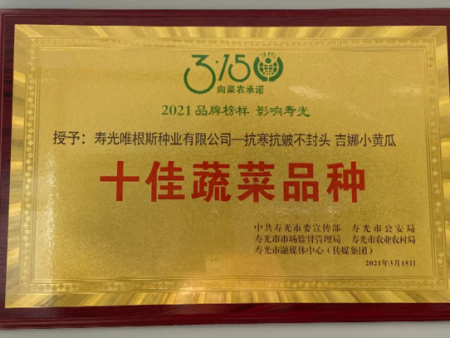 3·15
向菜农承诺
2021品牌榜样 影响寿光
授予：寿光唯根斯种业有限公司—抗寒抗皴不封头 吉娜小黄瓜
十佳蔬菜品种
中共寿光市委宣传部 寿光市公安局
寿光市市场监督管理局 寿光市农业农村局
寿光市融媒体中心（传媒集团）
2021年3月15日